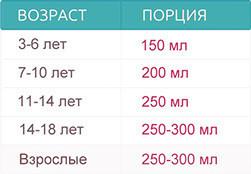 ВОЗРАСТ ПОРЦИЯ
3-6 лет 150 мл
7-10 лет 200 мл
11-14 лет 250 мл
14-18 лет 250-300 мл
Взрослые 250-300 мл